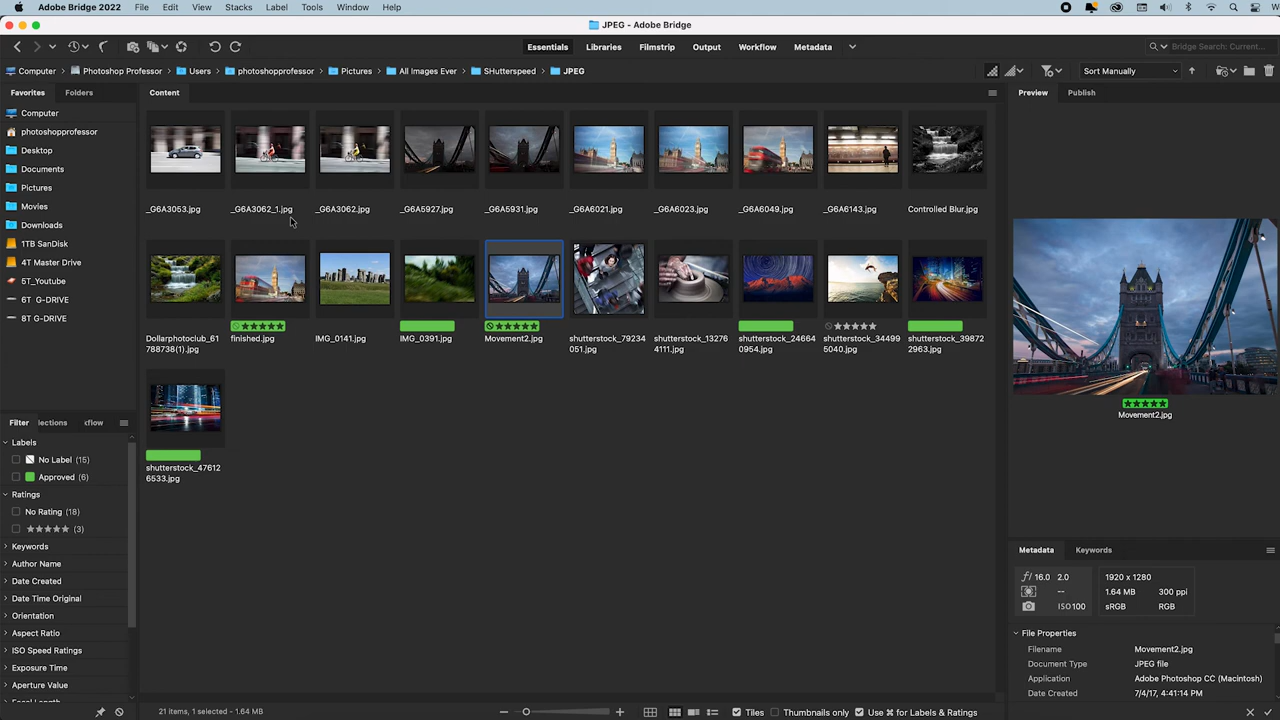 Adobe Bridge 2022 File Edit View Stacks Label Tools Window Help
JPEG - Adobe Bridge
Essentials Libraries Filmstrip Output Workflow Metadata Bridge Search: Current...
Computer Photoshop Professor Users photoshopprofessor Pictures All Images Ever SHutterspeed JPEG Sort Manually
Favorites Folders
Content
Preview Publish
Computer
photoshopprofessor
Desktop
Documents
Pictures
Movies
Downloads
1TB SanDisk
4T Master Drive
5T_Youtube
6T G-DRIVE
8T G-DRIVE
_G6A3053.jpg _G6A3062_1.jpg _G6A3062.jpg _G6A5927.jpg _G6A5931.jpg _G6A6021.jpg _G6A6023.jpg _G6A6049.jpg _G6A6143.jpg Controlled Blur.jpg
Dollarphotoclub_61
788738(1).jpg
finished.jpg
IMG_0141.jpg
IMG_0391.jpg
Movement2.jpg
shutterstock_79234
051.jpg
shutterstock_13276
4111.jpg
shutterstock_24664
0954.jpg
shutterstock_34499
5040.jpg
shutterstock_39872
2963.jpg
shutterstock_47612
6533.jpg
Movement2.jpg
Filter lections cxflow
Labels
No Label (15)
Approved (6)
Ratings
No Rating (18)
★★★★★ (3)
Keywords
Author Name
Date Created
Date Time Original
Orientation
Aspect Ratio
ISO Speed Ratings
Exposure Time
Aperture Value
Metadata Keywords
f/ 16.0 2.0
--
ISO100
1920 x 1280
1.64 MB 300 ppi
sRGB RGB
File Properties
Filename Movement2.jpg
Document Type JPEG file
Application Adobe Photoshop CC (Macintosh)
Date Created 7/4/17, 4:41:14 PM
21 items, 1 selected - 1.64 MB
Tiles Thumbnails only Use ⌘ for Labels & Ratings